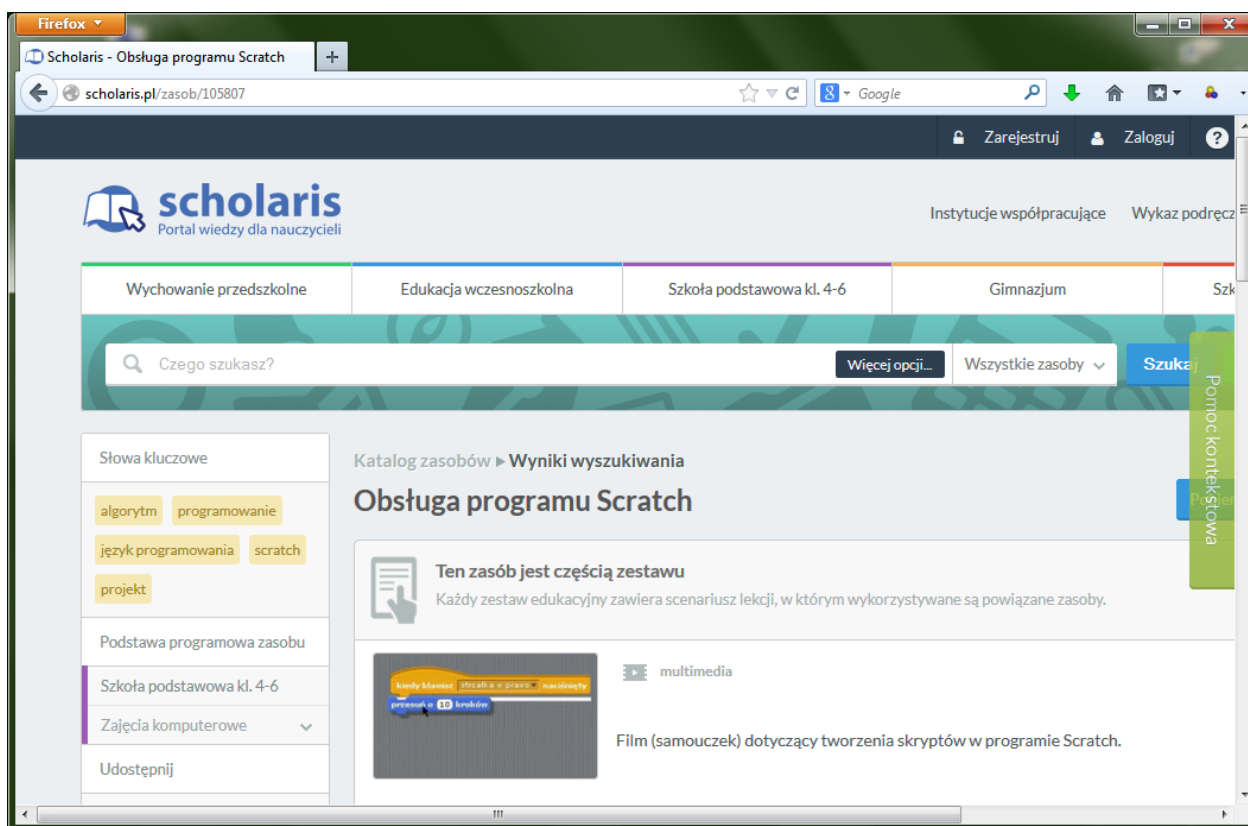 Firefox
Scholaris - Obsługa programu Scratch
scholaris.pl/zasob/105807
8 Google
Zarejestruj Zaloguj ?
scholaris
Portal wiedzy dla nauczycieli
Instytucje współpracujące Wykaz podręcz
Wychowanie przedszkolne Edukacja wczesnoszkolna Szkoła podstawowa kl. 4-6 Gimnazjum Szk
Czego szukasz? Więcej opcji... Wszystkie zasoby Szukaj
Pomoc kontekstowa
Słowa kluczowe
algorytm programowanie
język programowania scratch
projekt
Podstawa programowa zasobu
Szkoła podstawowa kl. 4-6
Zajęcia komputerowe
Udostępnij
Katalog zasobów ▸ Wyniki wyszukiwania
Obsługa programu Scratch
Ten zasób jest częścią zestawu
Każdy zestaw edukacyjny zawiera scenariusz lekcji, w którym wykorzystywane są powiązane zasoby.
kiedy klawisz strzałka w prawo naciśnięty
przesuń o 10 kroków
multimedia
Film (samouczek) dotyczący tworzenia skryptów w programie Scratch.